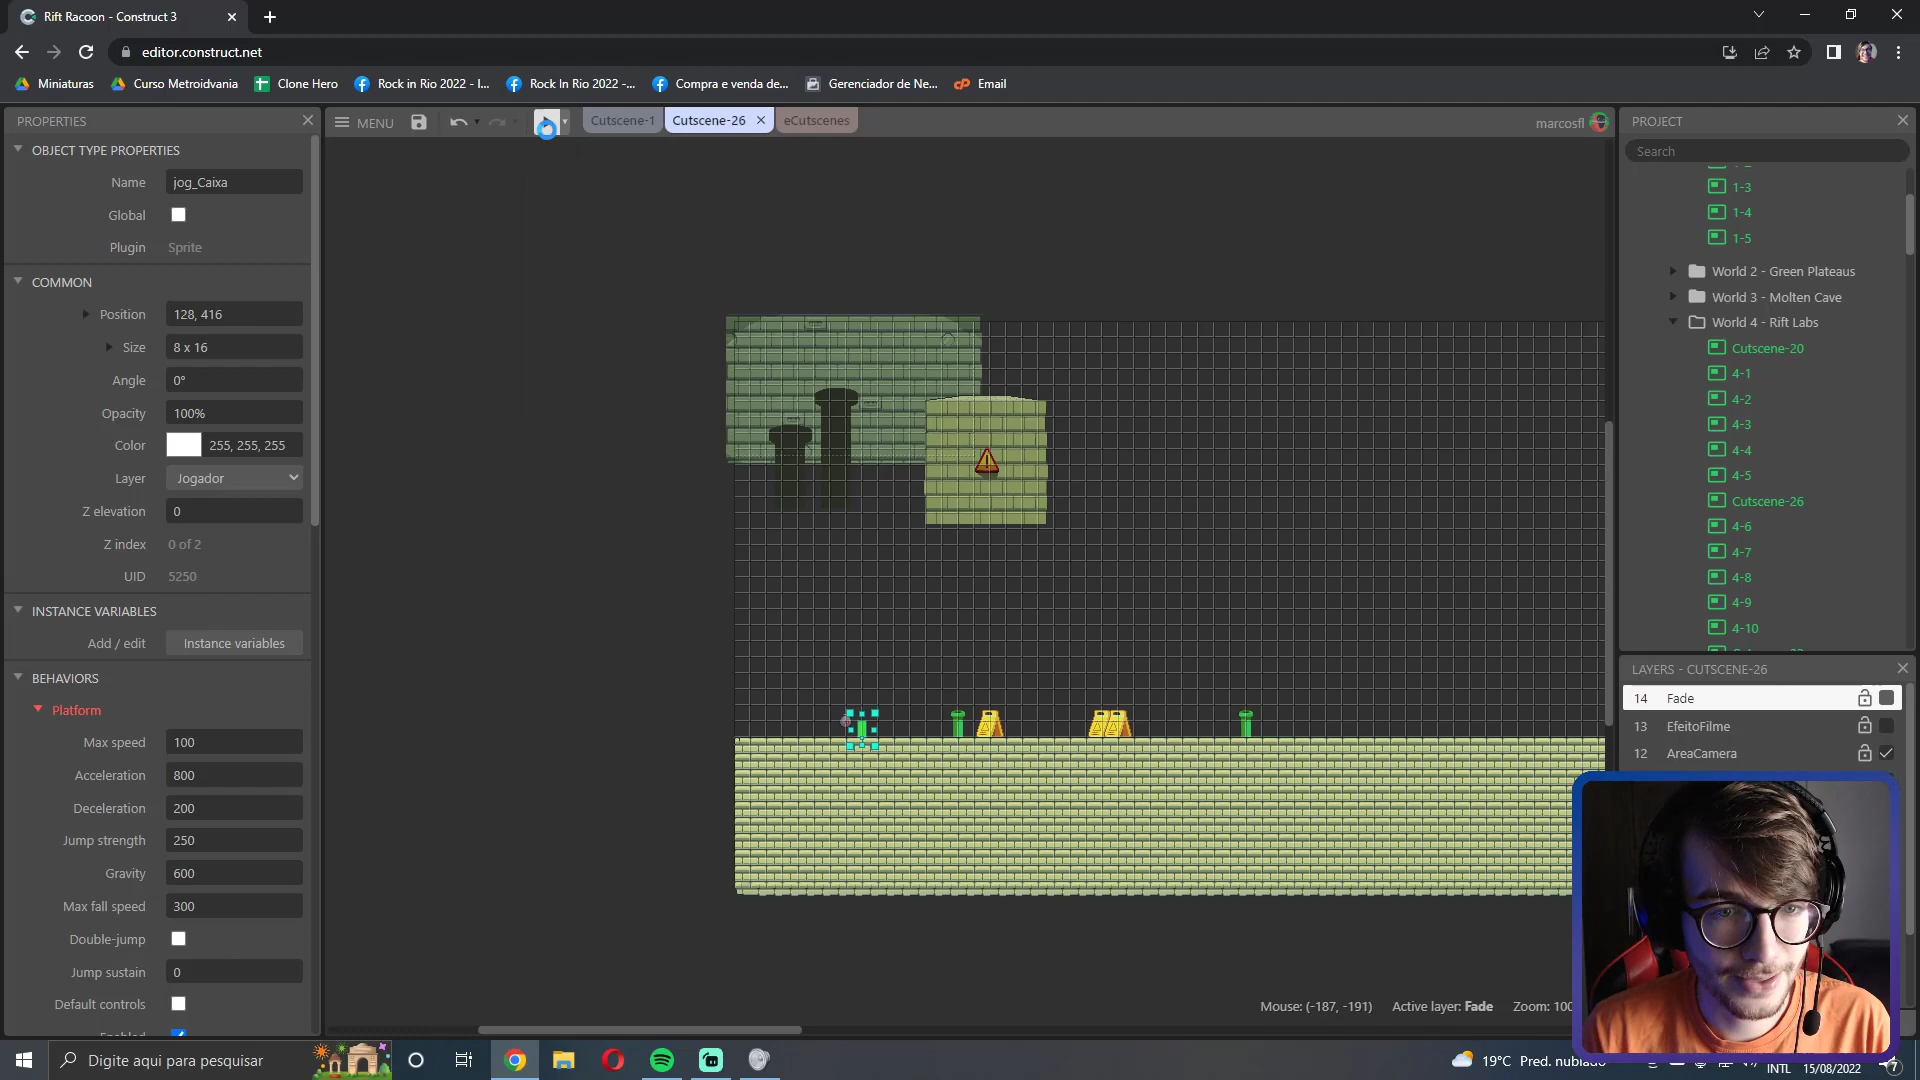 Rift Racoon - Construct 3
editor.construct.net
Miniaturas
Curso Metroidvania
Clone Hero
Rock in Rio 2022 - I...
Rock In Rio 2022 -...
Compra e venda de...
Gerenciador de Ne...
Email
PROPERTIES
MENU
Cutscene-1
Cutscene-26
eCutscenes
marcosfl
PROJECT
OBJECT TYPE PROPERTIES
Search
Name jog_Caixa
Global
Plugin Sprite
COMMON
Position 128, 416
Size 8 x 16
Angle 0°
Opacity 100%
Color 255, 255, 255
Layer Jogador
Z elevation 0
Z index 0 of 2
UID 5250
INSTANCE VARIABLES
Add / edit Instance variables
BEHAVIORS
Platform
Max speed 100
Acceleration 800
Deceleration 200
Jump strength 250
Gravity 600
Max fall speed 300
Double-jump
Jump sustain 0
Default controls
1-3
1-4
1-5
World 2 - Green Plateaus
World 3 - Molten Cave
World 4 - Rift Labs
Cutscene-20
4-1
4-2
4-3
4-4
4-5
Cutscene-26
4-6
4-7
4-8
4-9
4-10
LAYERS - CUTSCENE-26
14 Fade
13 EfeitoFilme
12 AreaCamera
Mouse: (-187, -191) Active layer: Fade Zoom: 100
Digite aqui para pesquisar
19°C Pred. nublado
INTL
15/08/2022
7